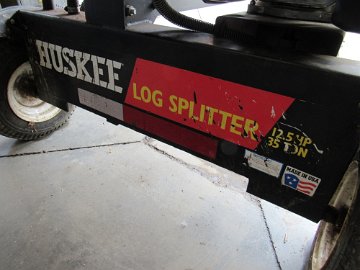 HUSKEE
LOG SPLITTER
12.5 HP
35 TON
MADE IN USA